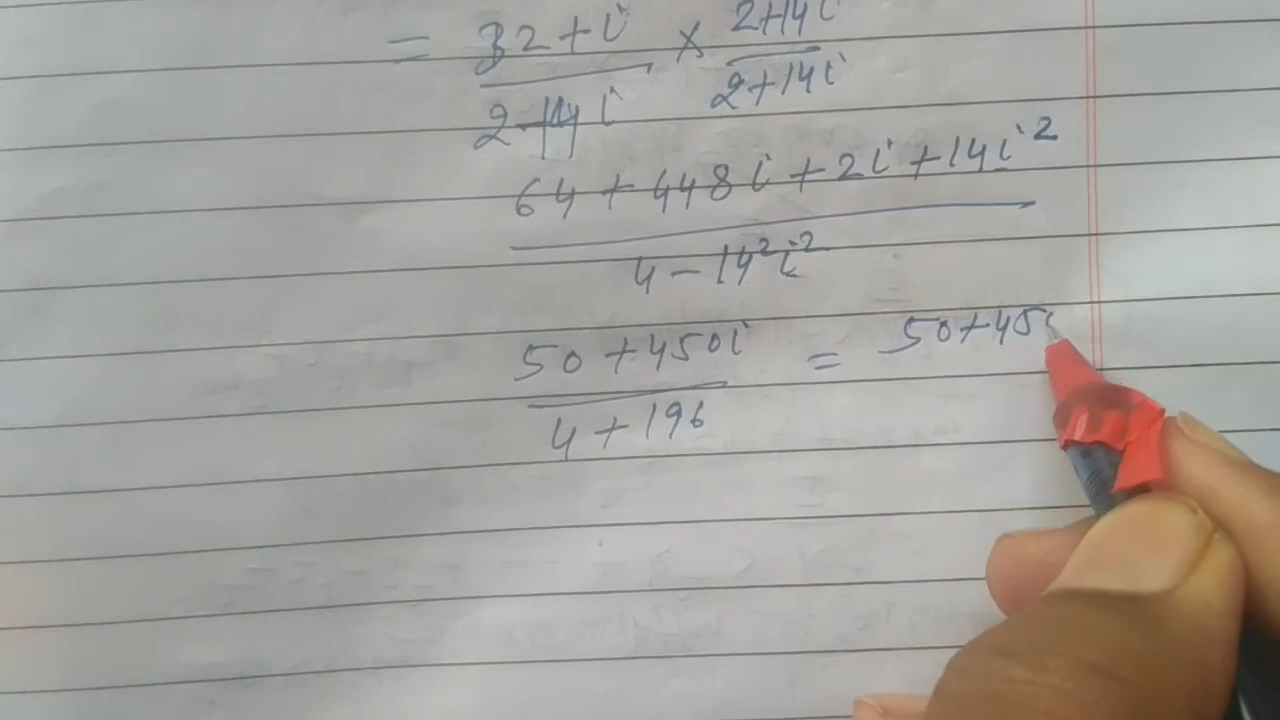 = 32+i / 2-14i × 2+14i / 2+14i
64+448i+2i+14i² / 4-14²i²
50+450i / 4+196 = 50+45